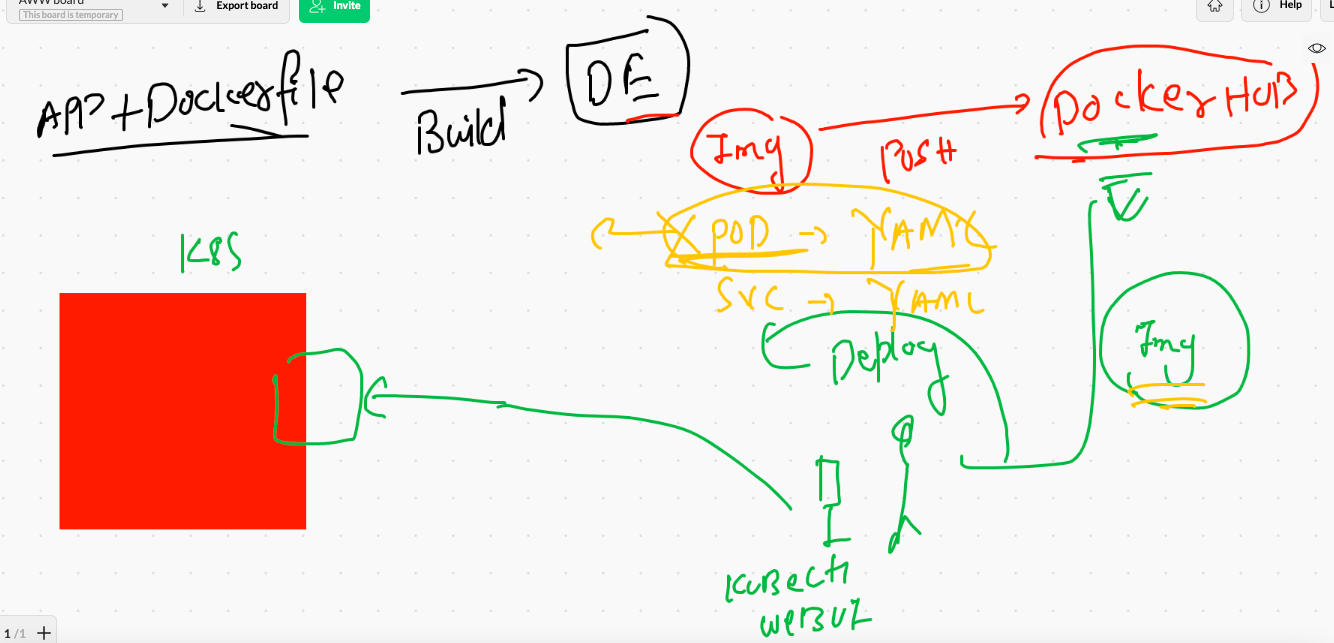 AWW board
This board is temporary
Export board
Invite
Help
APP + Dockerfile
Build
DE
Img
PUSH
DockerHUB
K8S
POD -> YAML
SVC -> YAML
Deploy
Img
KUBECTl
WEBUI
1/1 +